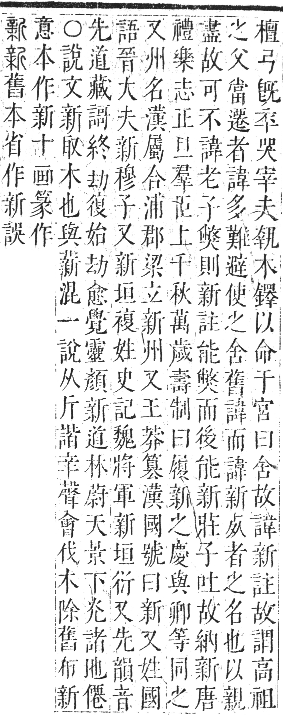 檀弓旣卒哭宰夫執木鐸以命于宮曰舍故諱新註故謂高祖
之父當遷者諱多難避使之舍舊諱而諱新𣦸者之名也以親
盡故可不諱老子獘則新註能獘而後能新莊子吐故納新唐
禮樂志正旦羣臣上千秋萬歲壽制曰履新之慶與卿等同之
又州名漢屬合浦郡梁立新州又王莽篡漢國號曰新又姓國
語晉大夫新穆子又新垣複姓史記魏將軍新垣衍叉先韻音
先道藏謌終劫復始劫愈覺靈顏新道林蔚天景下灮諸地僊
○說文新取木也與薪混一說从斤諧辛聲會伐木除舊布新
意本作新十畫篆作
新舊本省作新誤